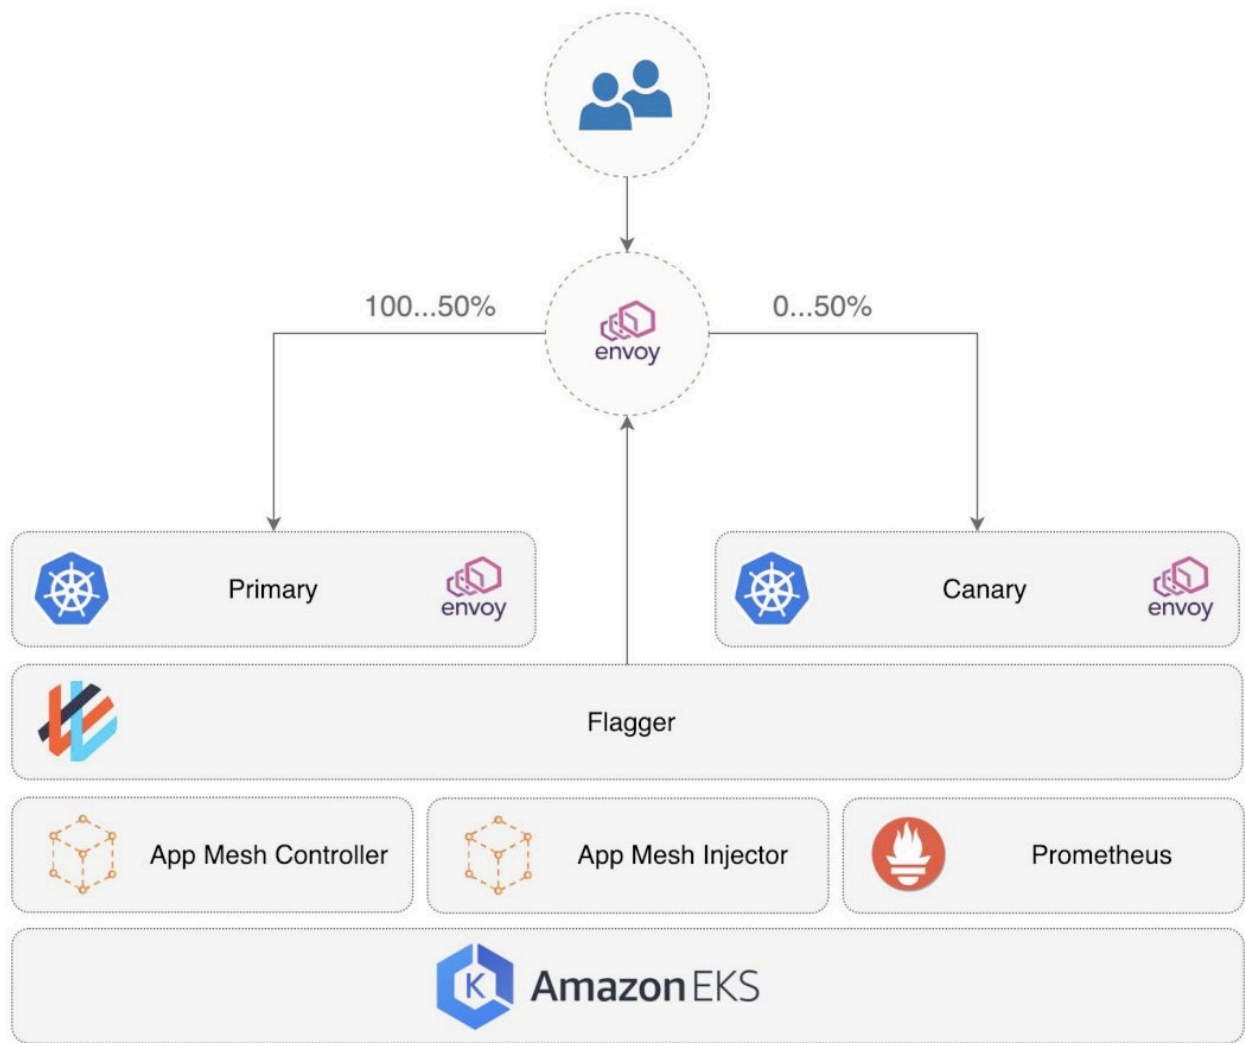 100...50%
0...50%
envoy
Primary
envoy
Canary
envoy
Flagger
App Mesh Controller
App Mesh Injector
Prometheus
K
Amazon EKS